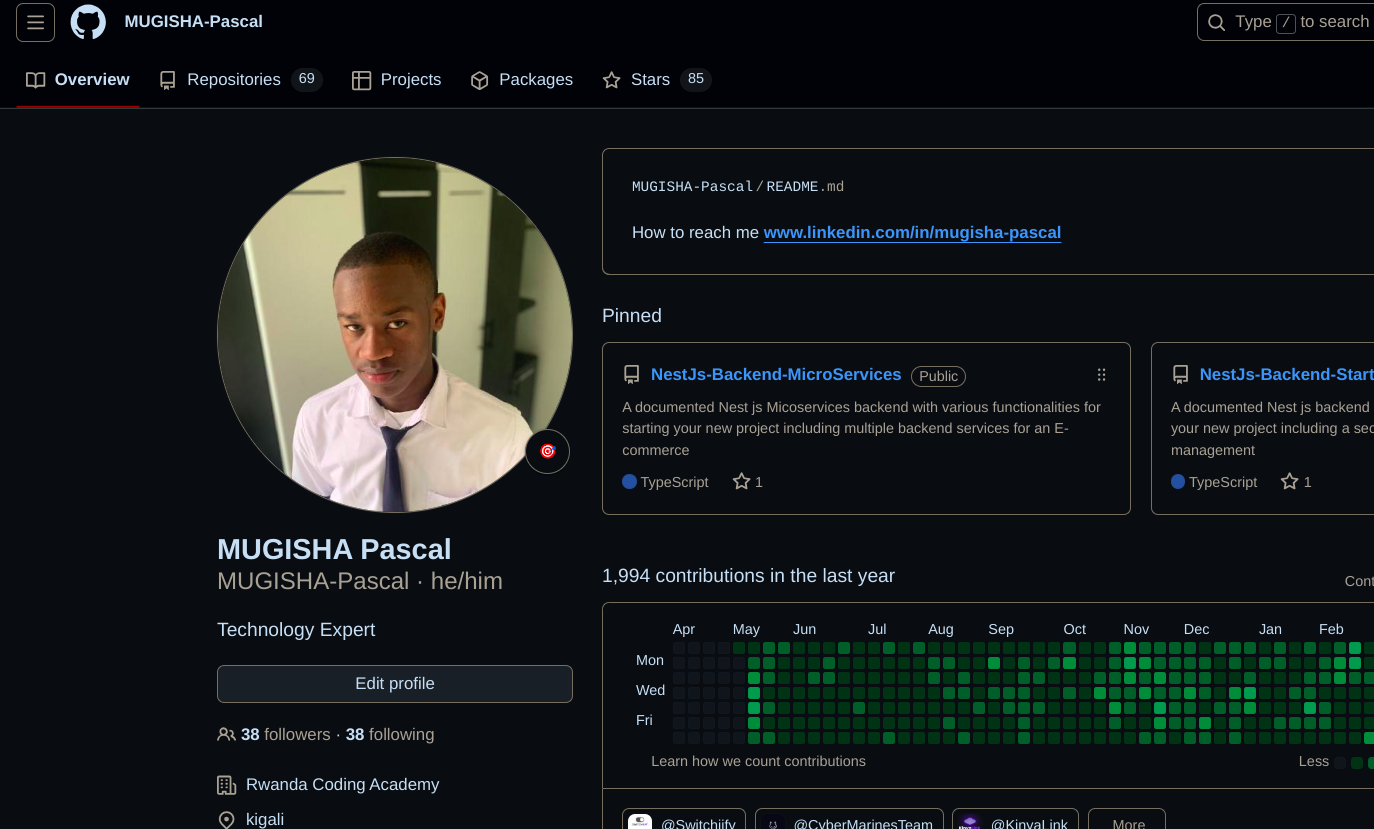 MUGISHA-Pascal
Type / to search
Overview
Repositories 69
Projects
Packages
Stars 85
MUGISHA-Pascal / README.md
How to reach me www.linkedin.com/in/mugisha-pascal
Pinned
NestJs-Backend-MicroServices Public
A documented Nest js Micoservices backend with various functionalities for
starting your new project including multiple backend services for an E-
commerce
TypeScript 1
NestJs-Backend-Start
A documented Nest js backend
your new project including a sec
management
TypeScript 1
MUGISHA Pascal
MUGISHA-Pascal · he/him
Technology Expert
Edit profile
38 followers · 38 following
Rwanda Coding Academy
kigali
1,994 contributions in the last year
Cont
Apr May Jun Jul Aug Sep Oct Nov Dec Jan Feb
Mon
Wed
Fri
Learn how we count contributions
Less
@Switchiify
@CyberMarinesTeam
@KinyaLink
More